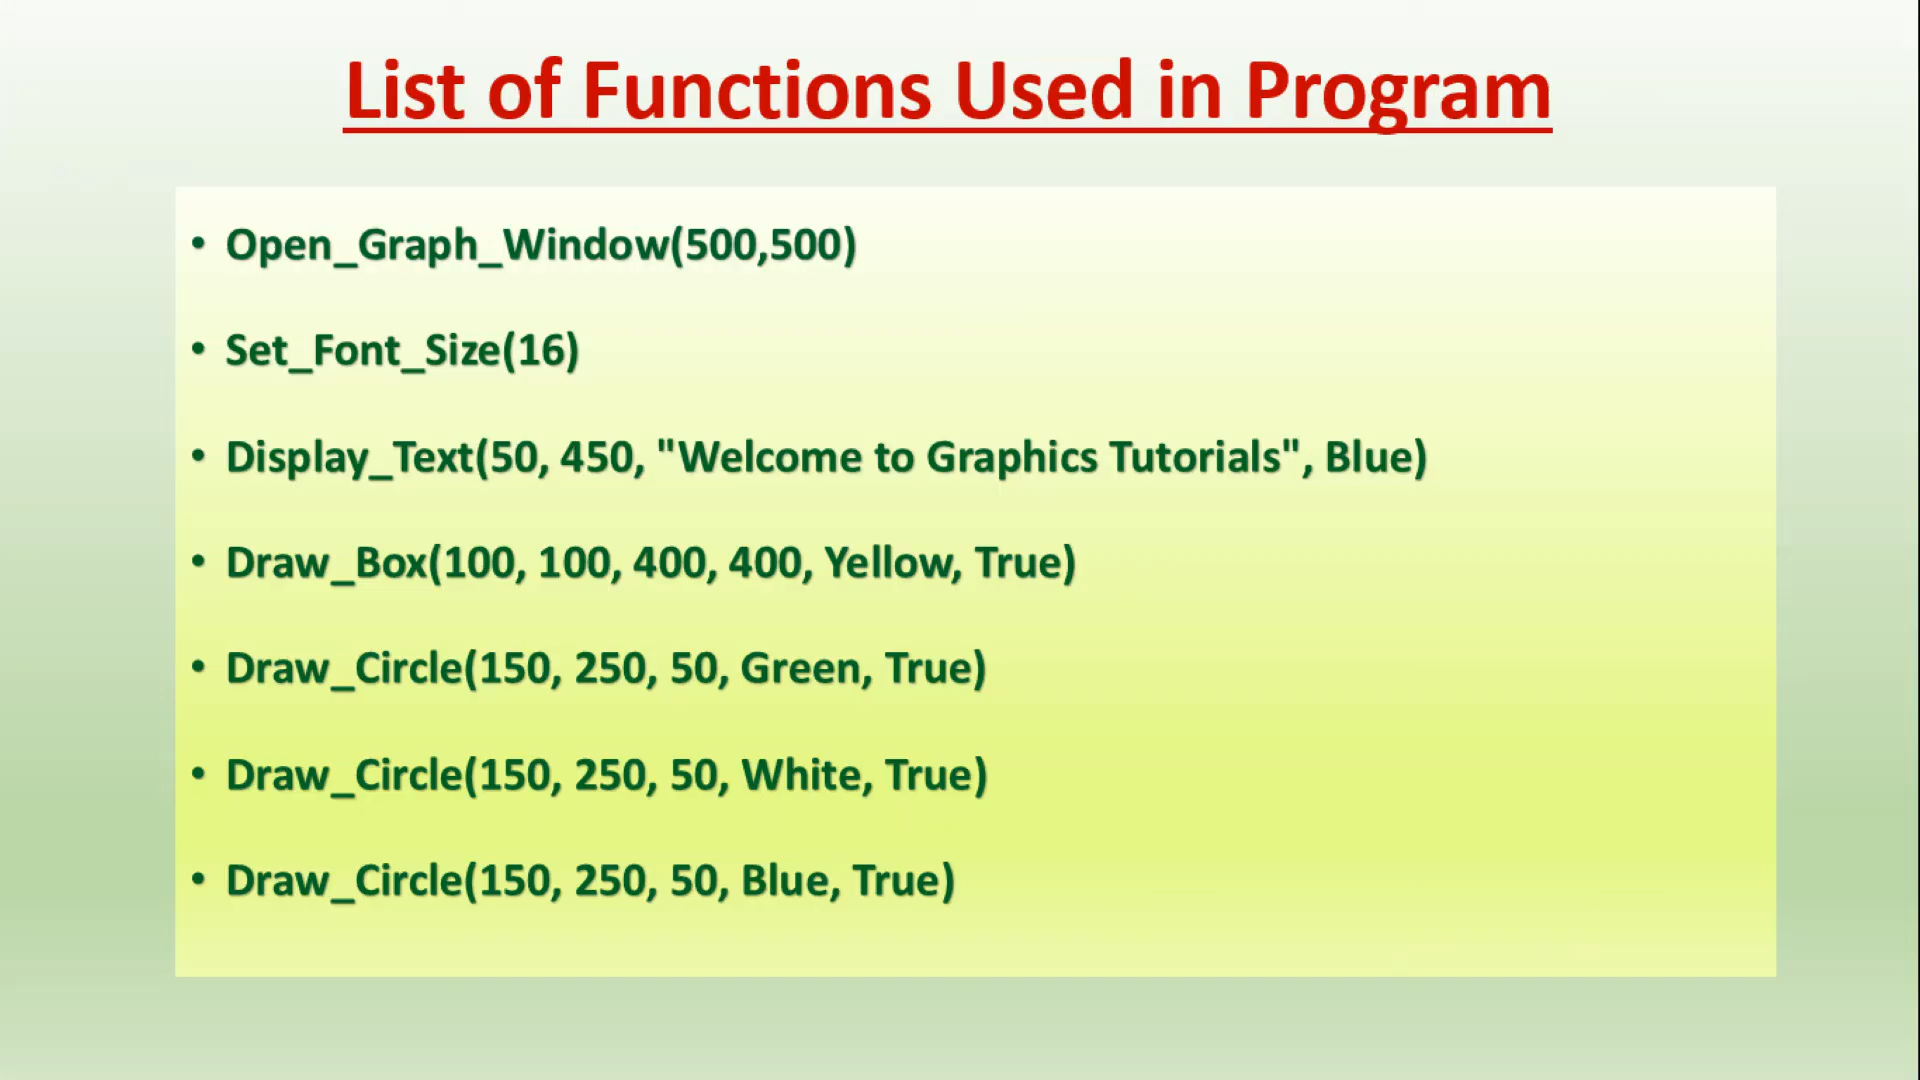 List of Functions Used in Program
• Open_Graph_Window(500,500)
• Set_Font_Size(16)
• Display_Text(50, 450, "Welcome to Graphics Tutorials", Blue)
• Draw_Box(100, 100, 400, 400, Yellow, True)
• Draw_Circle(150, 250, 50, Green, True)
• Draw_Circle(150, 250, 50, White, True)
• Draw_Circle(150, 250, 50, Blue, True)